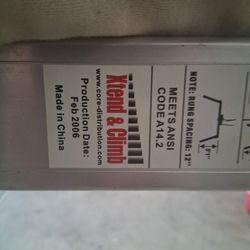 NOTE: RUNG SPACING: 12"
MEETS ANSI
CODE A14.2
Xtend & Climb
www.core-distribution.com
Production Date:
Feb 2006
Made in China